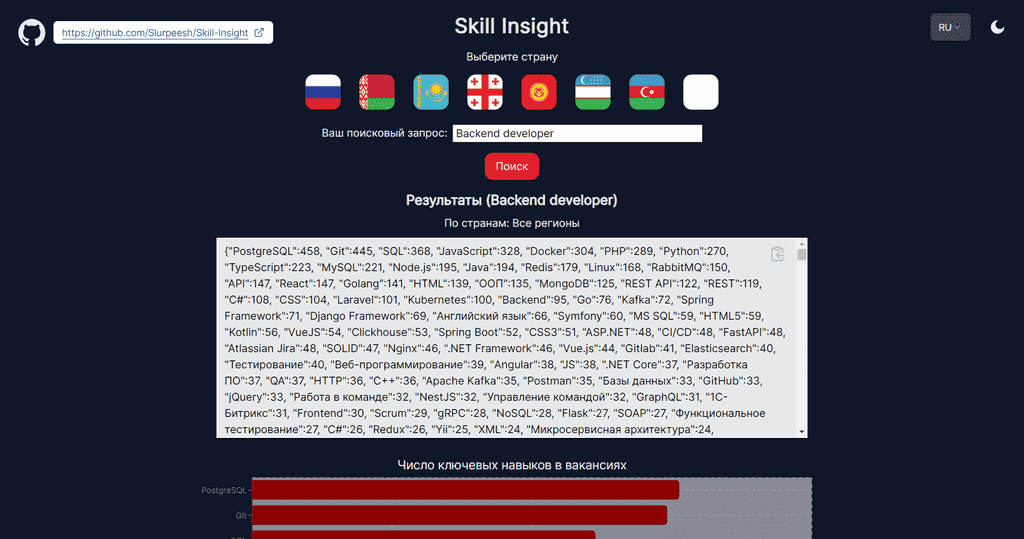 https://github.com/Slurpeesh/Skill-Insight
Skill Insight
RU
Выберите страну
Ваш поисковый запрос: Backend developer
Поиск
Результаты (Backend developer)
По странам: Все регионы
{"PostgreSQL":458, "Git":445, "SQL":368, "JavaScript":328, "Docker":304, "PHP":289, "Python":270,
"TypeScript":223, "MySQL":221, "Node.js":195, "Java":194, "Redis":179, "Linux":168, "RabbitMQ":150,
"API":147, "React":147, "Golang":141, "HTML":139, "ООП":135, "MongoDB":125, "REST API":122, "REST":119,
"C#":108, "CSS":104, "Laravel":101, "Kubernetes":100, "Backend":95, "Go":76, "Kafka":72, "Spring
Framework":71, "Django Framework":69, "Английский язык":66, "Symfony":60, "MS SQL":59, "HTML5":59,
"Kotlin":56, "VueJS":54, "Clickhouse":53, "Spring Boot":52, "CSS3":51, "ASP.NET":48, "CI/CD":48, "FastAPI":48,
"Atlassian Jira":48, "SOLID":47, "Nginx":46, ".NET Framework":46, "Vue.js":44, "Gitlab":41, "Elasticsearch":40,
"Тестирование":40, "Веб-программирование":39, "Angular":38, "JS":38, ".NET Core":37, "Разработка
ПО":37, "QA":37, "HTTP":36, "C++":36, "Apache Kafka":35, "Postman":35, "Базы данных":33, "GitHub":33,
"jQuery":33, "Работа в команде":32, "NestJS":32, "Управление командой":32, "GraphQL":31, "1С-
Битрикс":31, "Frontend":30, "Scrum":29, "gRPC":28, "NoSQL":28, "Flask":27, "SOAP":27, "Функциональное
тестирование":27, "С#":26, "Redux":26, "Yii":25, "XML":24, "Микросервисная архитектура":24,
Число ключевых навыков в вакансиях
PostgreSQL
Git